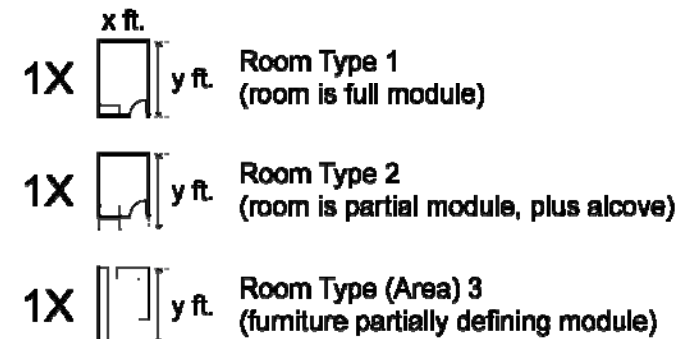 x ft.
1X y ft. Room Type 1
(room is full module)
1X y ft. Room Type 2
(room is partial module, plus alcove)
1X y ft. Room Type (Area) 3
(furniture partially defining module)